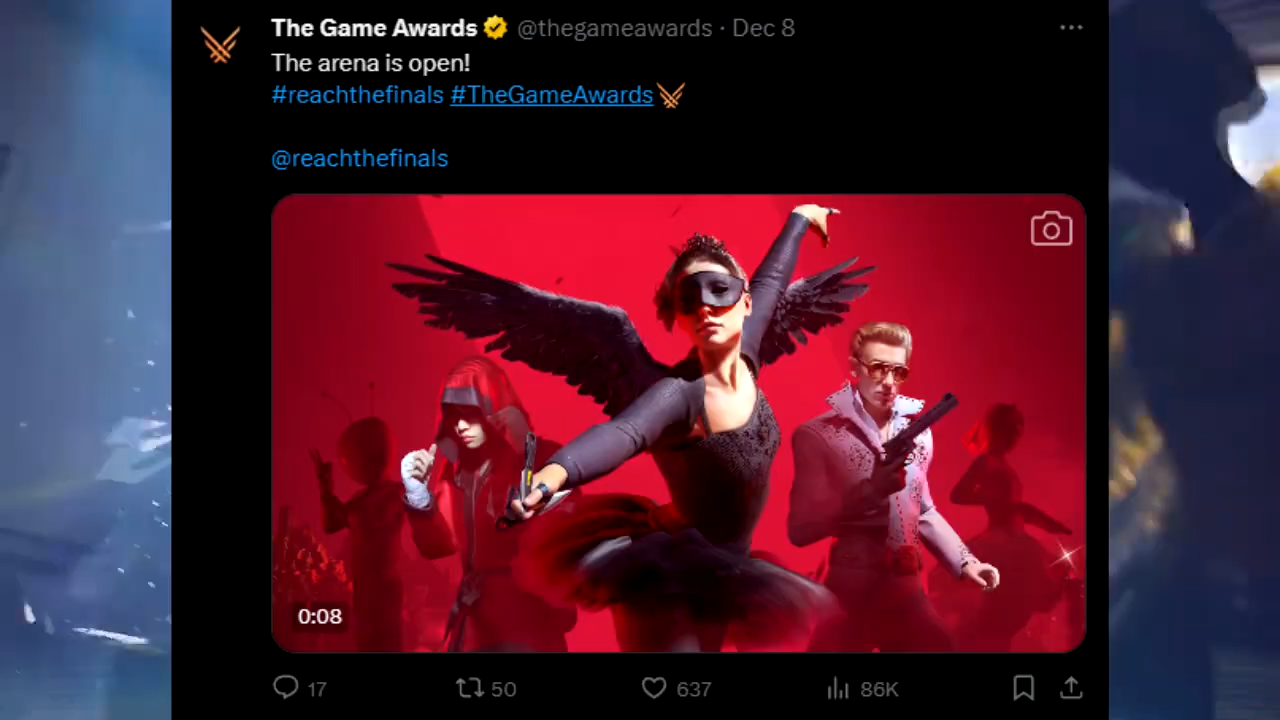 The Game Awards @thegameawards · Dec 8
The arena is open!
#reachthefinals #TheGameAwards
@reachthefinals
0:08
17 50 637 86K